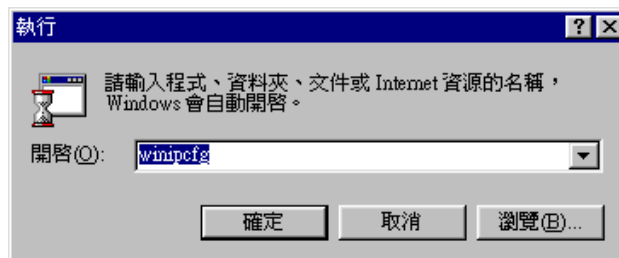 執行
請輸入程式、資料夾、文件或 Internet 資源的名稱，
Windows 會自動開啓。
開啓(O): winipcfg
確定 取消 瀏覽(B)...